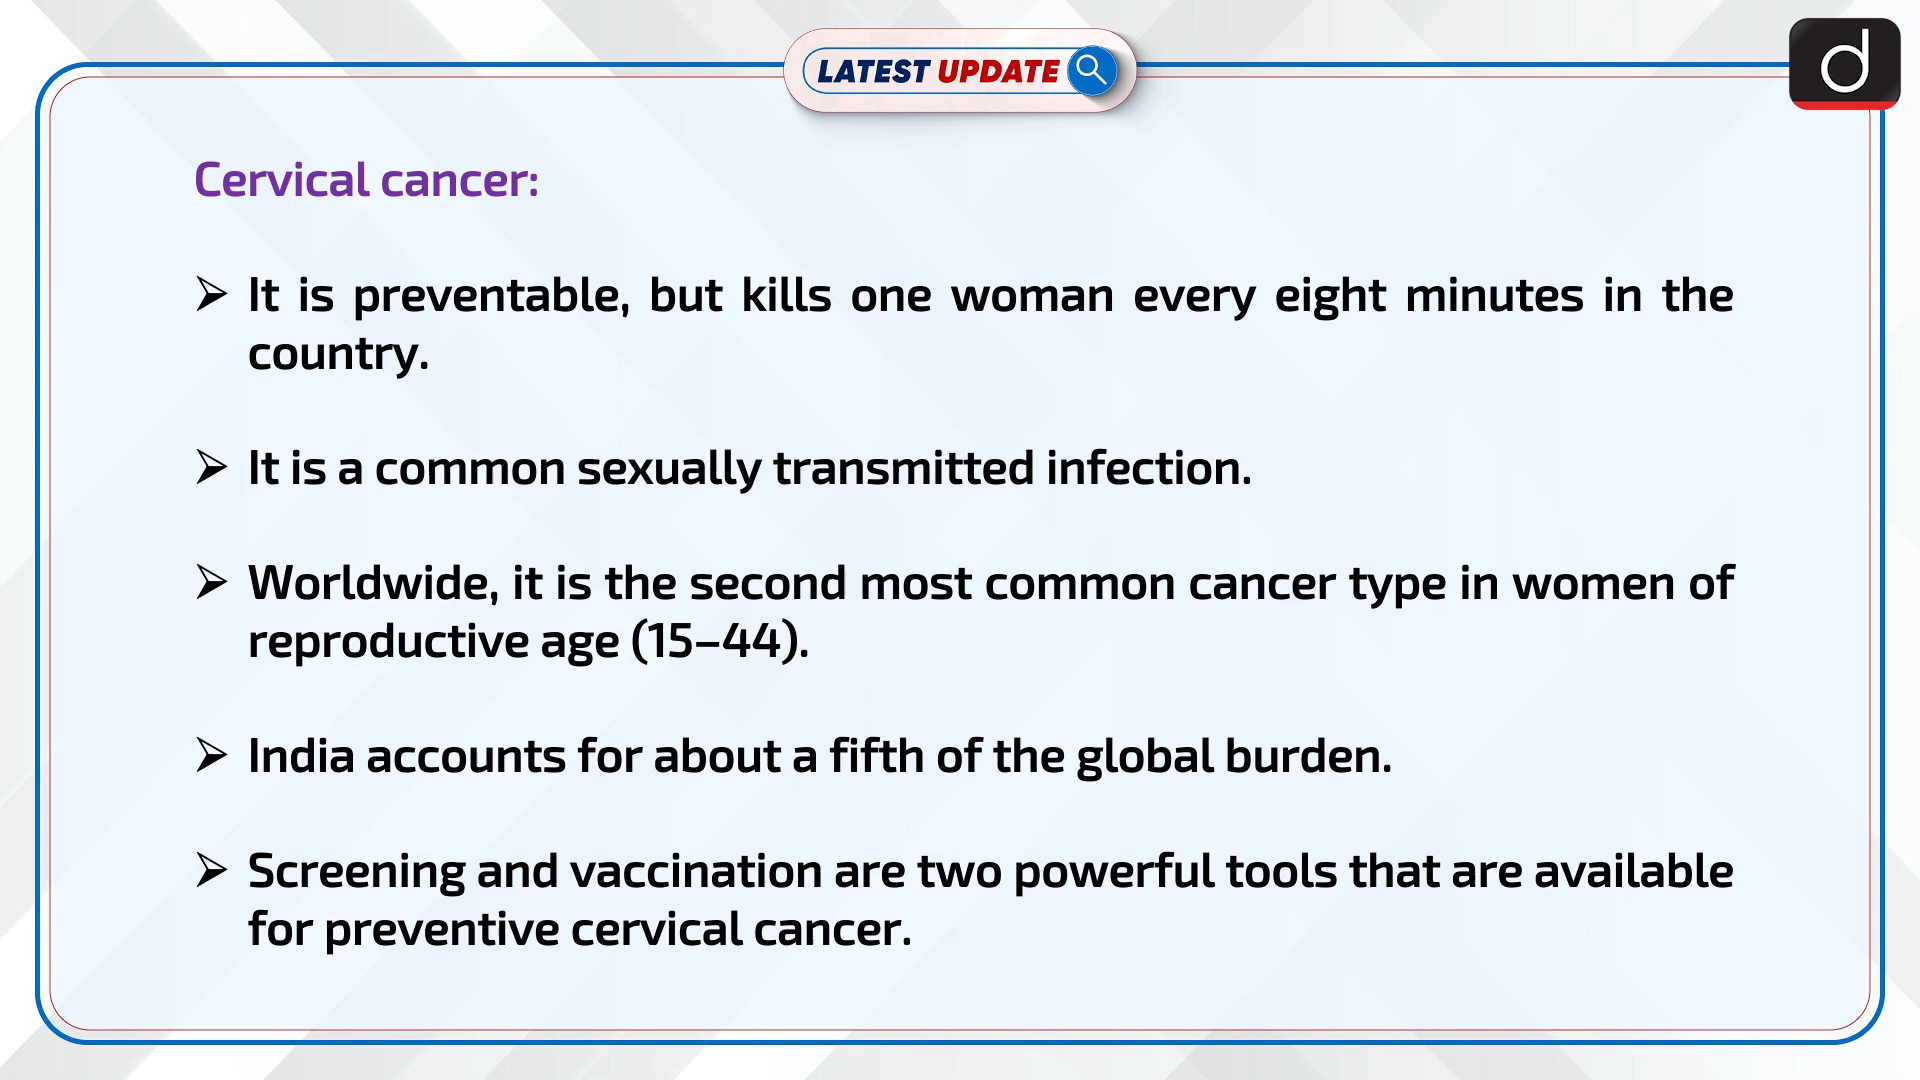 LATEST UPDATE
d
Cervical cancer:
➢ It is preventable, but kills one woman every eight minutes in the
country.
➢ It is a common sexually transmitted infection.
➢ Worldwide, it is the second most common cancer type in women of
reproductive age (15–44).
➢ India accounts for about a fifth of the global burden.
➢ Screening and vaccination are two powerful tools that are available
for preventive cervical cancer.